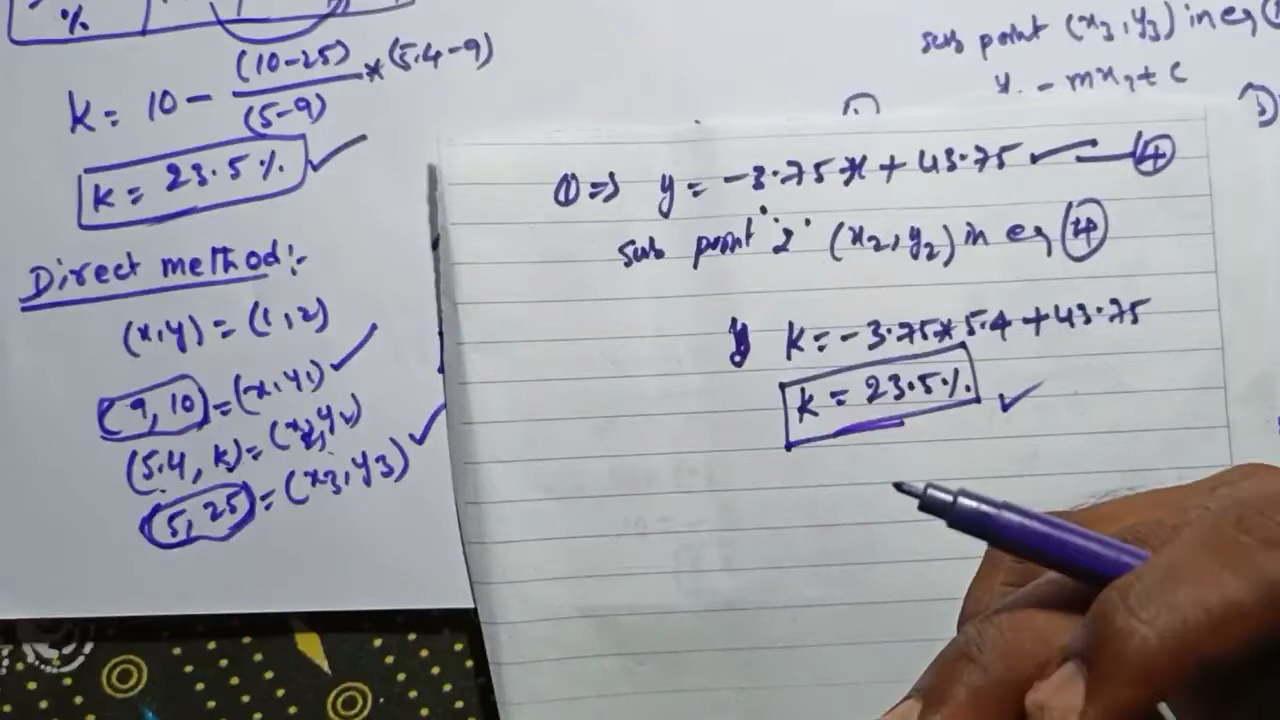 %
K = 10 - (10-25)/(5-9) * (5.4-9)
K = 23.5%
Direct method:-
(x,y) = (1,2)
(9,10) = (x1,y1)
(5.4, k) = (x2,y2)
(5,25) = (x3,y3)
sub point (x3,y3) in eq
y = mx2+c
① => y = -3.75x + 43.75 — ④
sub point '2' (x2,y2) in eq ④
K = -3.75*5.4+43.75
K = 23.5%